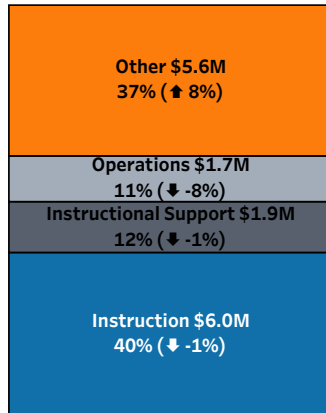 Other $5.6M
37% (⬆ 8%)
Operations $1.7M
11% (⬇ -8%)
Instructional Support $1.9M
12% (⬇ -1%)
Instruction $6.0M
40% (⬇ -1%)